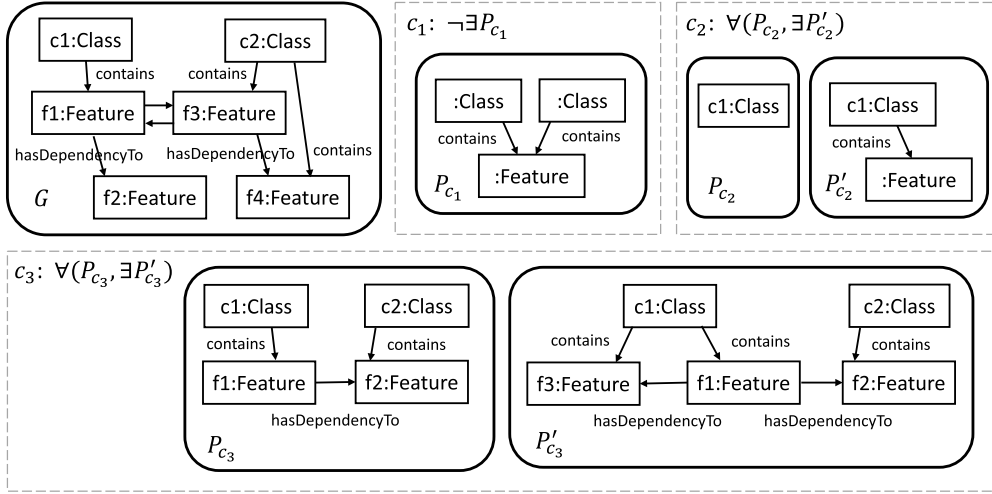 c1:Class
c2:Class
contains
contains
f1:Feature
f3:Feature
hasDependencyTo
hasDependencyTo
contains
f2:Feature
f4:Feature
G
c₁: ¬∃P_c₁
:Class
:Class
contains
contains
:Feature
P_c₁
c₂: ∀(P_c₂, ∃P′_c₂)
c1:Class
P_c₂
c1:Class
contains
:Feature
P′_c₂
c₃: ∀(P_c₃, ∃P′_c₃)
c1:Class
c2:Class
contains
contains
f1:Feature
f2:Feature
hasDependencyTo
P_c₃
c1:Class
c2:Class
contains
contains
contains
f3:Feature
f1:Feature
f2:Feature
hasDependencyTo
hasDependencyTo
P′_c₃